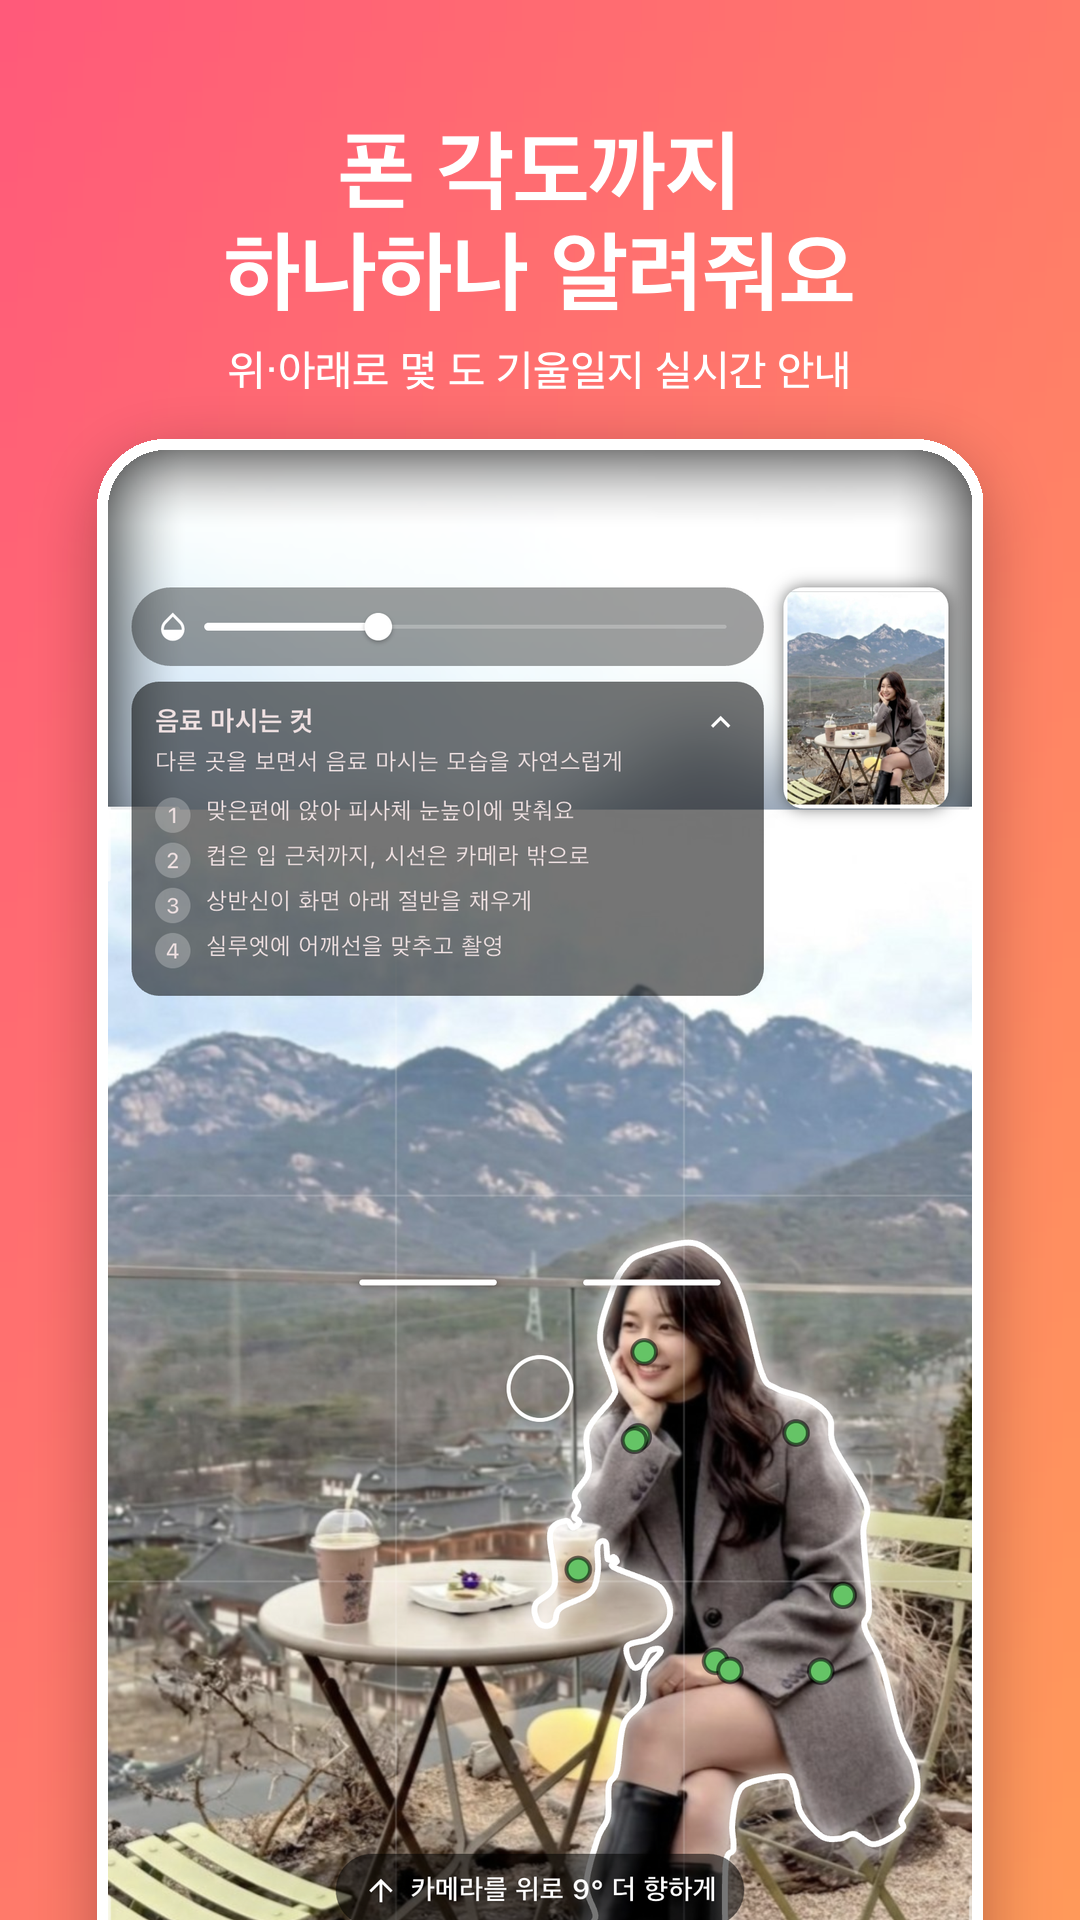 폰 각도까지
하나하나 알려줘요
위·아래로 몇 도 기울일지 실시간 안내
음료 마시는 컷
다른 곳을 보면서 음료 마시는 모습을 자연스럽게
1 맞은편에 앉아 피사체 눈높이에 맞춰요
2 컵은 입 근처까지, 시선은 카메라 밖으로
3 상반신이 화면 아래 절반을 채우게
4 실루엣에 어깨선을 맞추고 촬영
↑ 카메라를 위로 9° 더 향하게